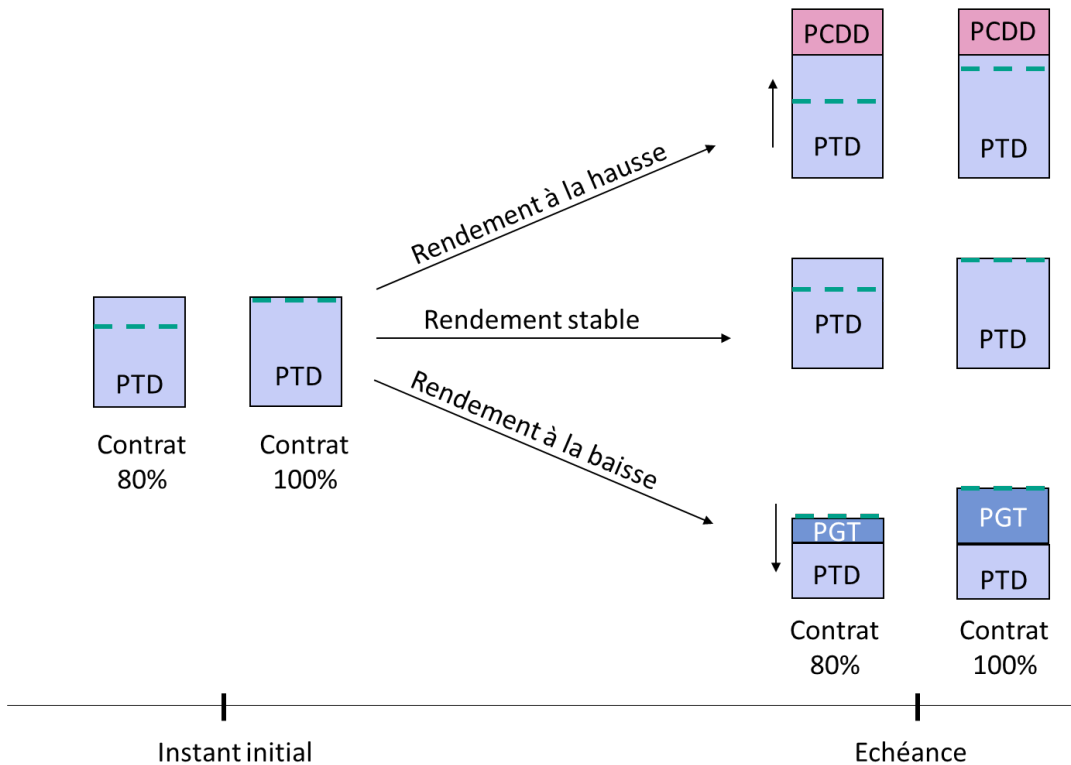 PCDD
PCDD
PTD
PTD
Rendement à la hausse
PTD
PTD
Rendement stable
PTD
PTD
Contrat
80%
Contrat
100%
Rendement à la baisse
PGT
PTD
PGT
PTD
Contrat
80%
Contrat
100%
Instant initial
Echéance